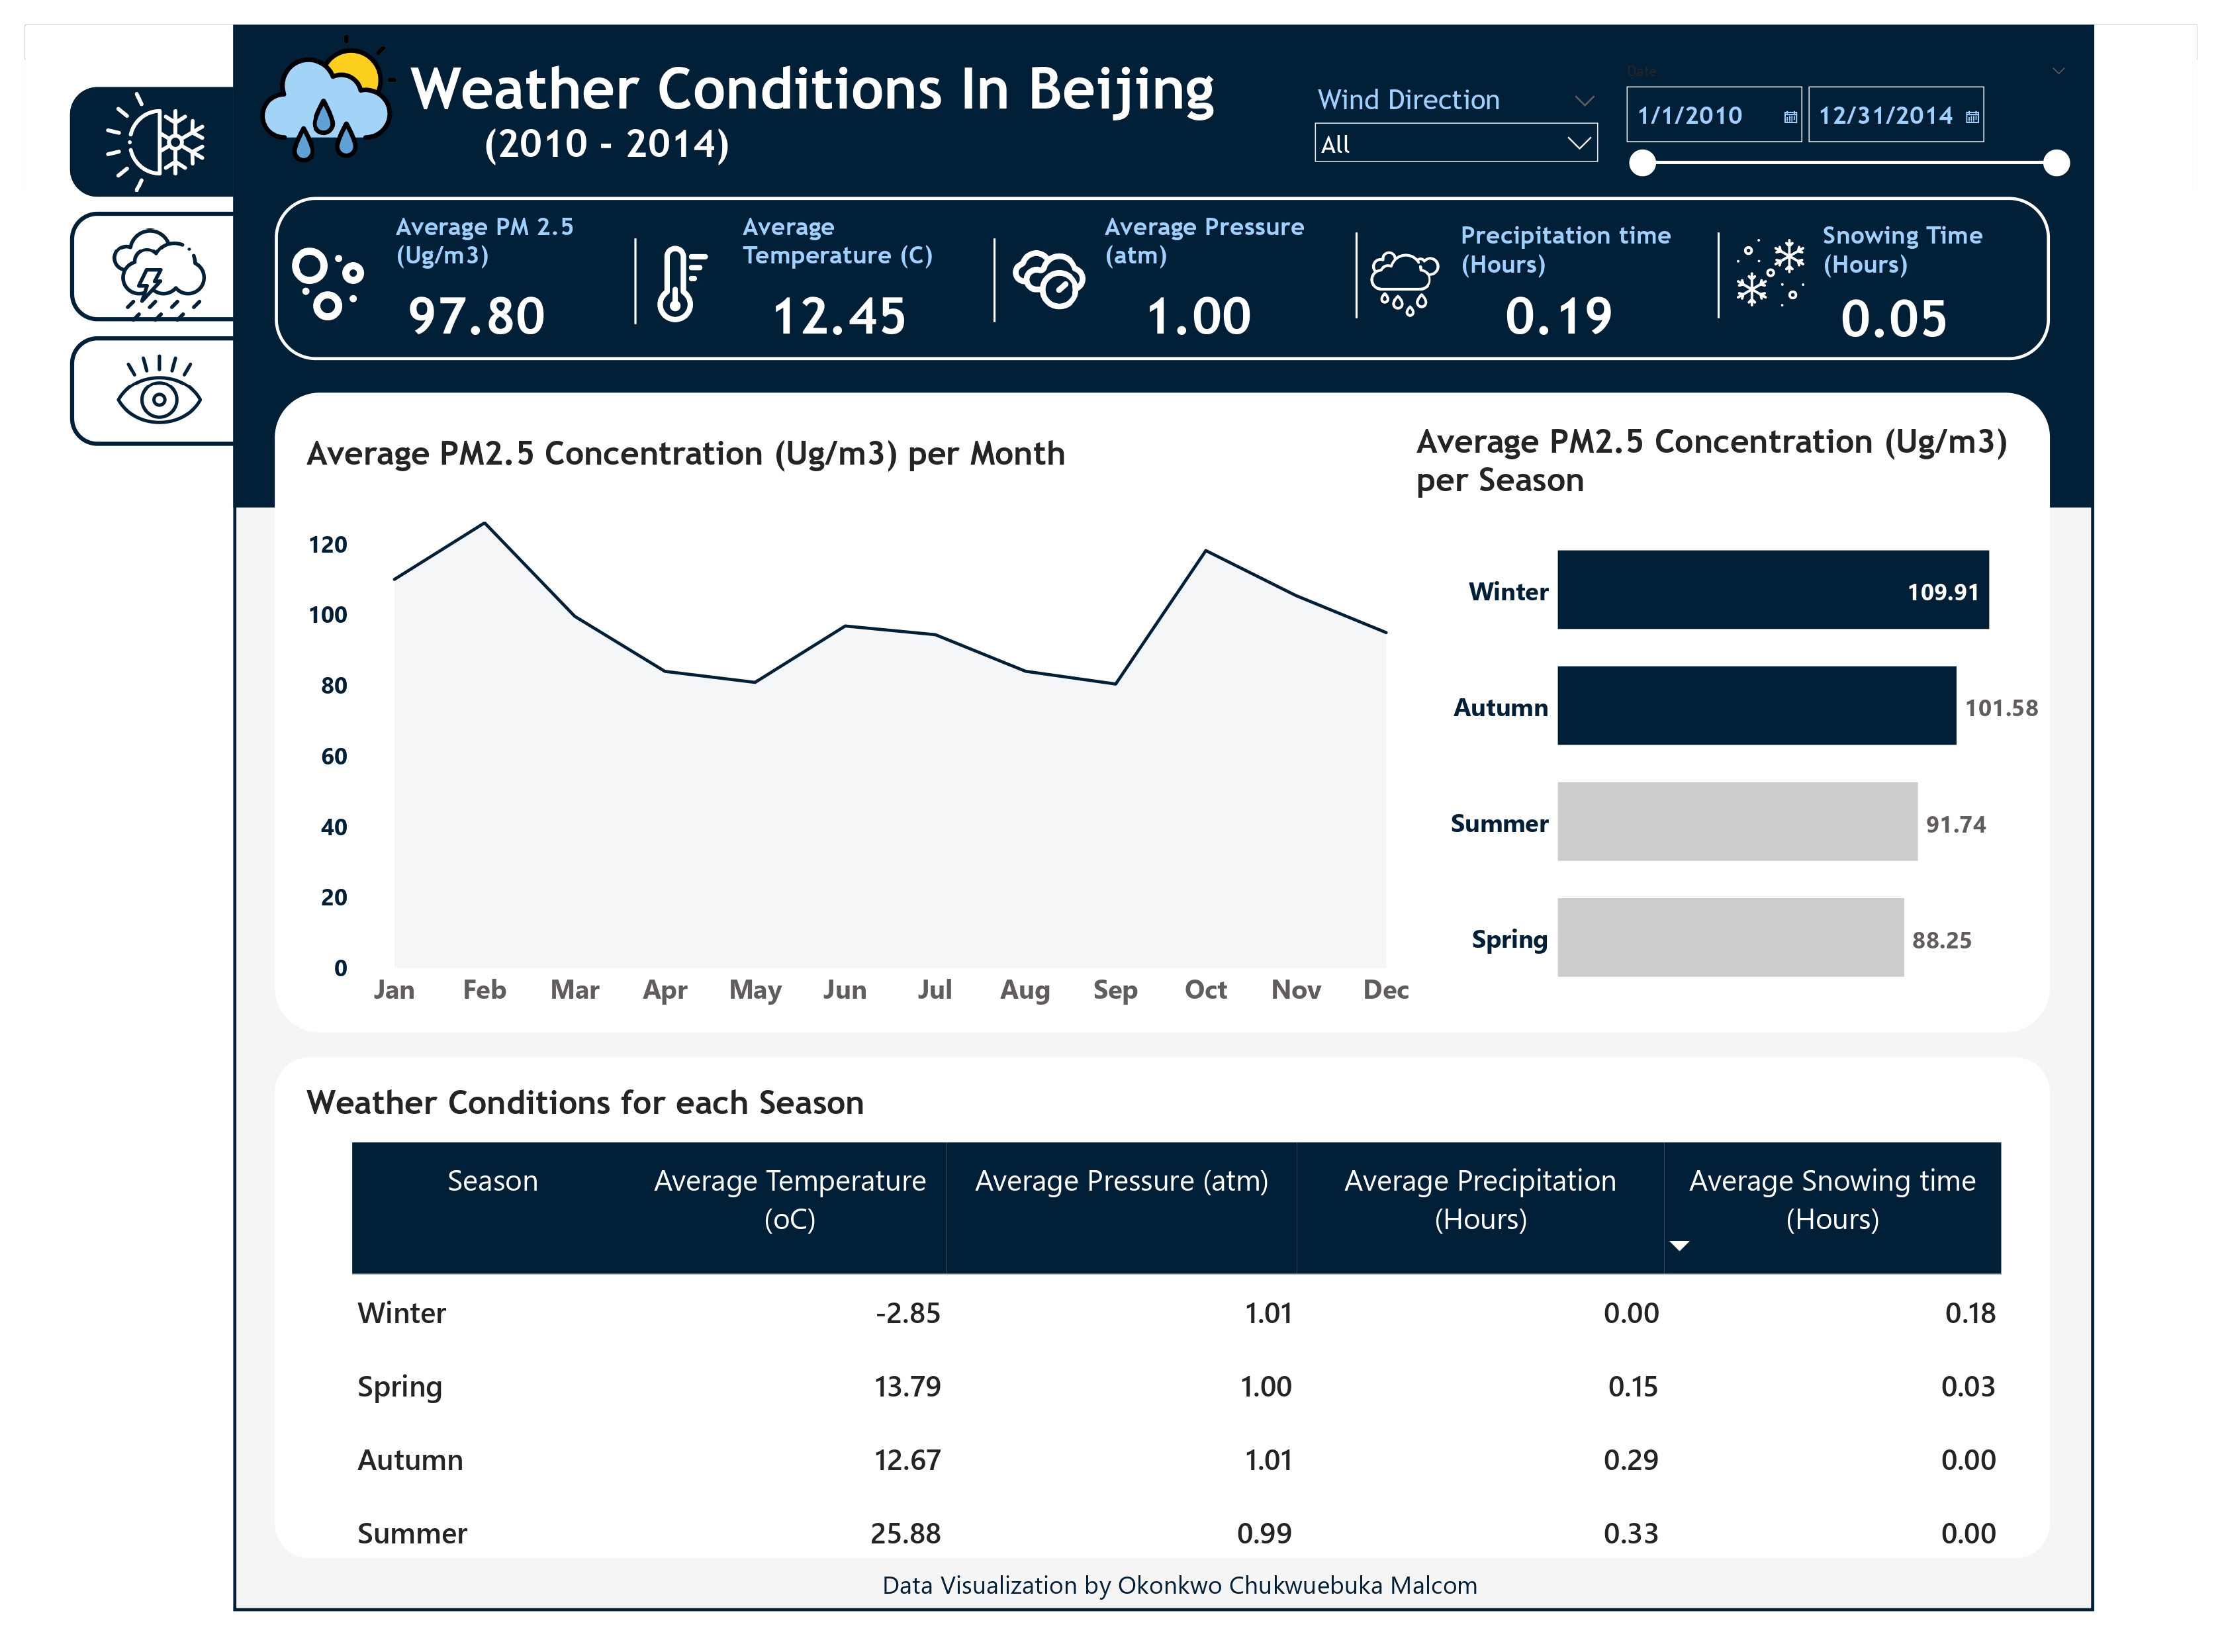 Weather Conditions In Beijing
(2010 - 2014)
Wind Direction
All
Date
1/1/2010
12/31/2014
Average PM 2.5
(Ug/m3)
97.80
Average
Temperature (C)
12.45
Average Pressure
(atm)
1.00
Precipitation time
(Hours)
0.19
Snowing Time
(Hours)
0.05
Average PM2.5 Concentration (Ug/m3) per Month
120
100
80
60
40
20
0
Jan Feb Mar Apr May Jun Jul Aug Sep Oct Nov Dec
Average PM2.5 Concentration (Ug/m3)
per Season
Winter 109.91
Autumn 101.58
Summer 91.74
Spring 88.25
Weather Conditions for each Season
Season
Average Temperature
(oC)
Average Pressure (atm)
Average Precipitation
(Hours)
Average Snowing time
(Hours)
Winter -2.85 1.01 0.00 0.18
Spring 13.79 1.00 0.15 0.03
Autumn 12.67 1.01 0.29 0.00
Summer 25.88 0.99 0.33 0.00
Data Visualization by Okonkwo Chukwuebuka Malcom